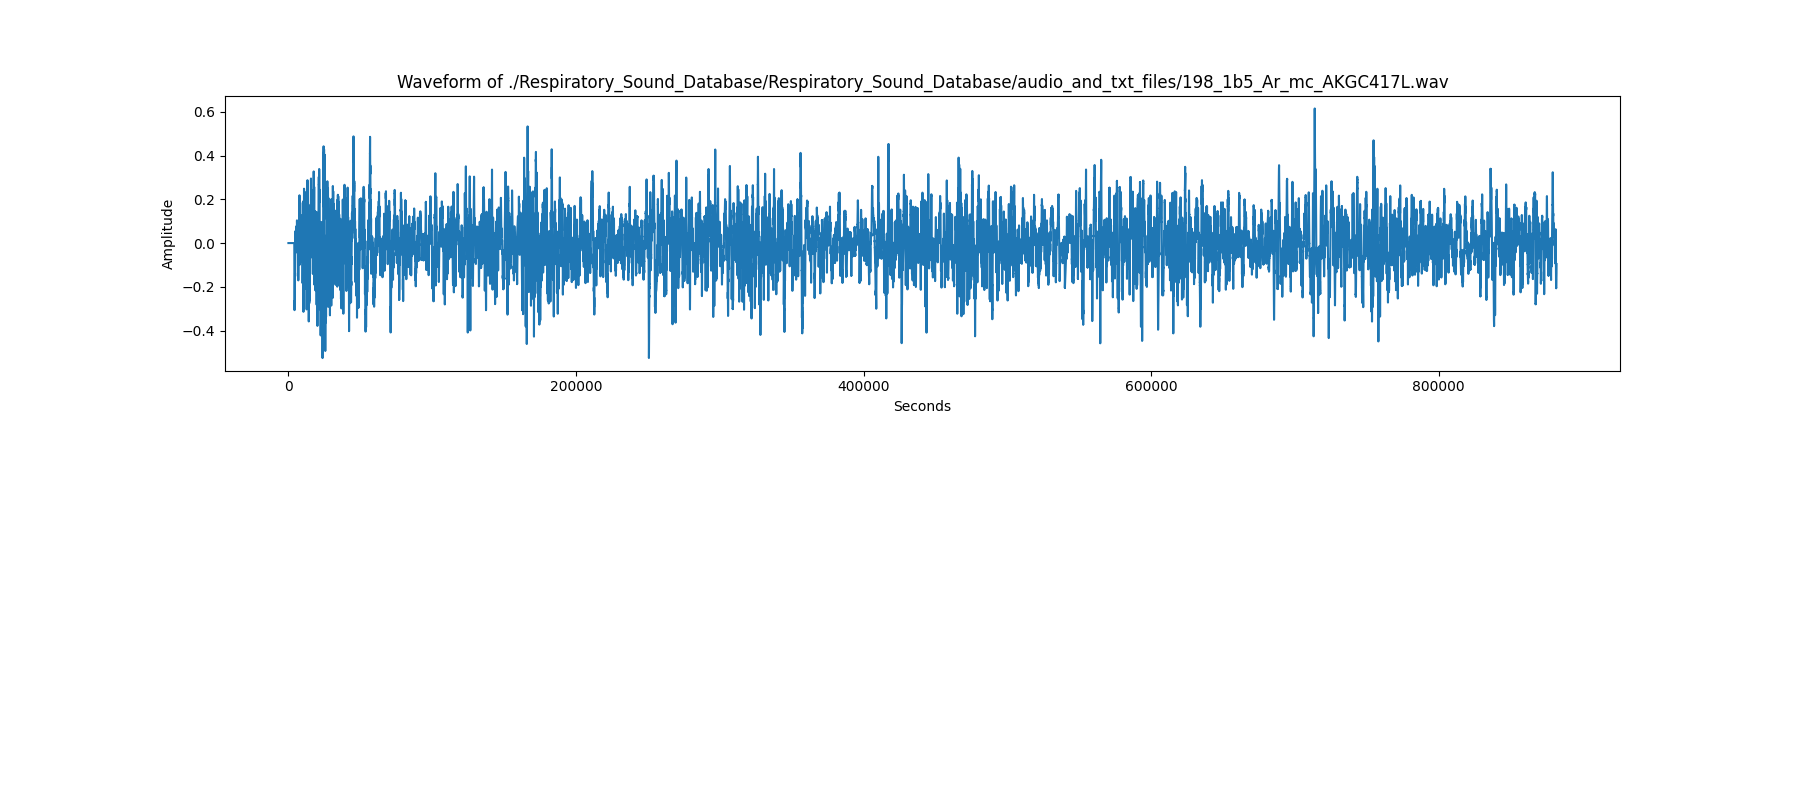 Waveform of ./Respiratory_Sound_Database/Respiratory_Sound_Database/audio_and_txt_files/198_1b5_Ar_mc_AKGC417L.wav
0.6
0.4
0.2
0.0
−0.2
−0.4
Amplitude
0 200000 400000 600000 800000
Seconds